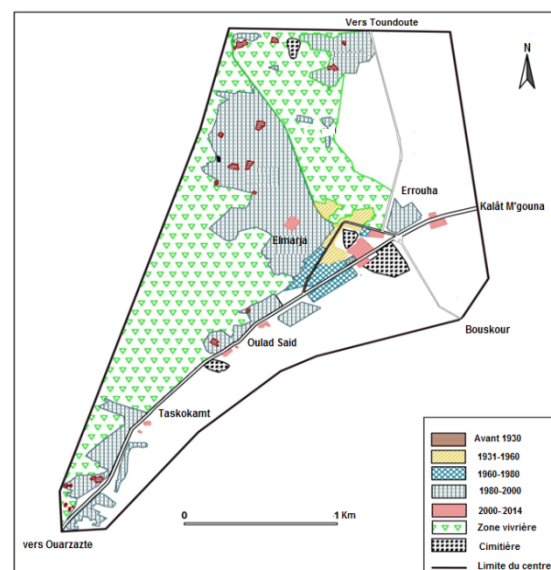 Vers Toundoute
N
Errouha
Kalât M'gouna
Elmarja
Bouskour
Oulad Said
Taskokamt
vers Ouarzazte
0 1 Km
Avant 1930
1931-1960
1960-1980
1980-2000
2000-2014
Zone vivrière
Cimitière
Limite du centre